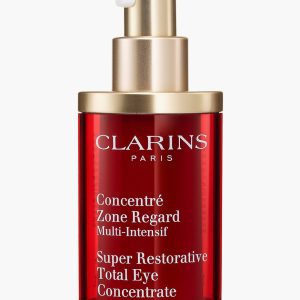 CLARINS
PARIS
Concentré
Zone Regard
Multi-Intensif
Super Restorative
Total Eye
Concentrate